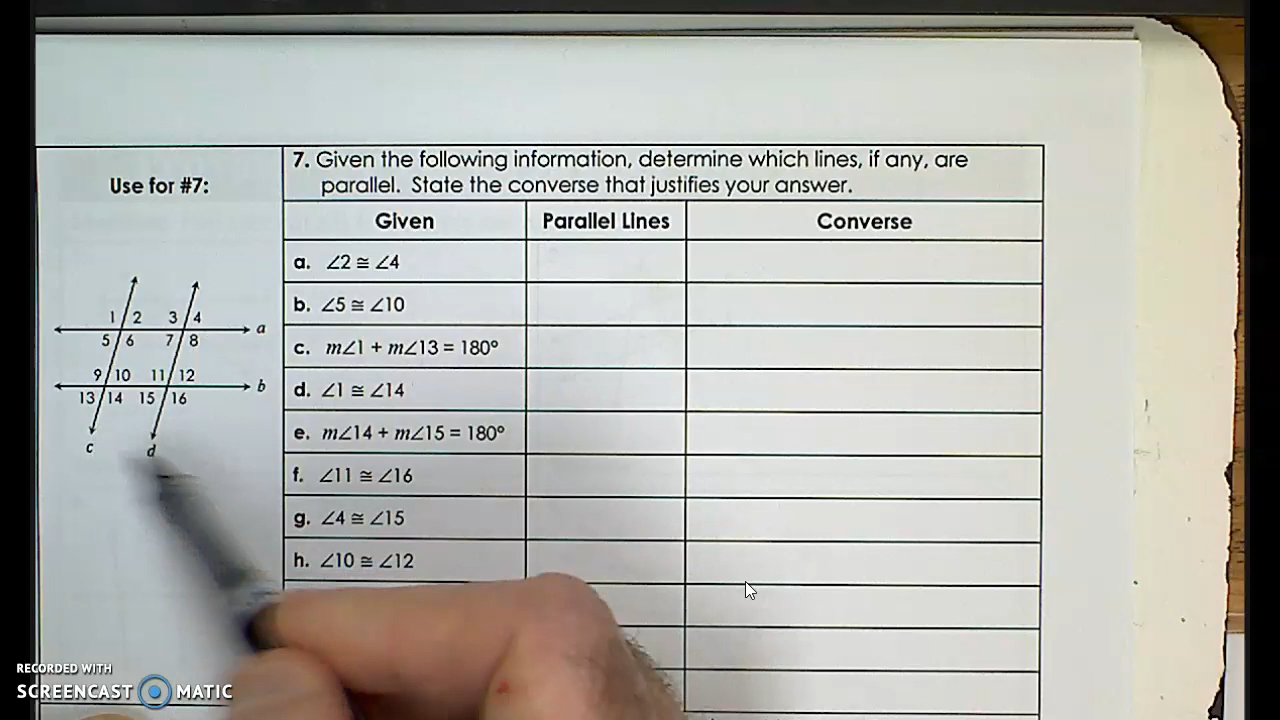 Use for #7:
1 2 3 4 a
5 6 7 8
9 10 11 12 b
13 14 15 16
c d
7. Given the following information, determine which lines, if any, are
parallel. State the converse that justifies your answer.
Given Parallel Lines Converse
a. ∠2 ≅ ∠4
b. ∠5 ≅ ∠10
c. m∠1 + m∠13 = 180°
d. ∠1 ≅ ∠14
e. m∠14 + m∠15 = 180°
f. ∠11 ≅ ∠16
g. ∠4 ≅ ∠15
h. ∠10 ≅ ∠12
RECORDED WITH
SCREENCAST MATIC